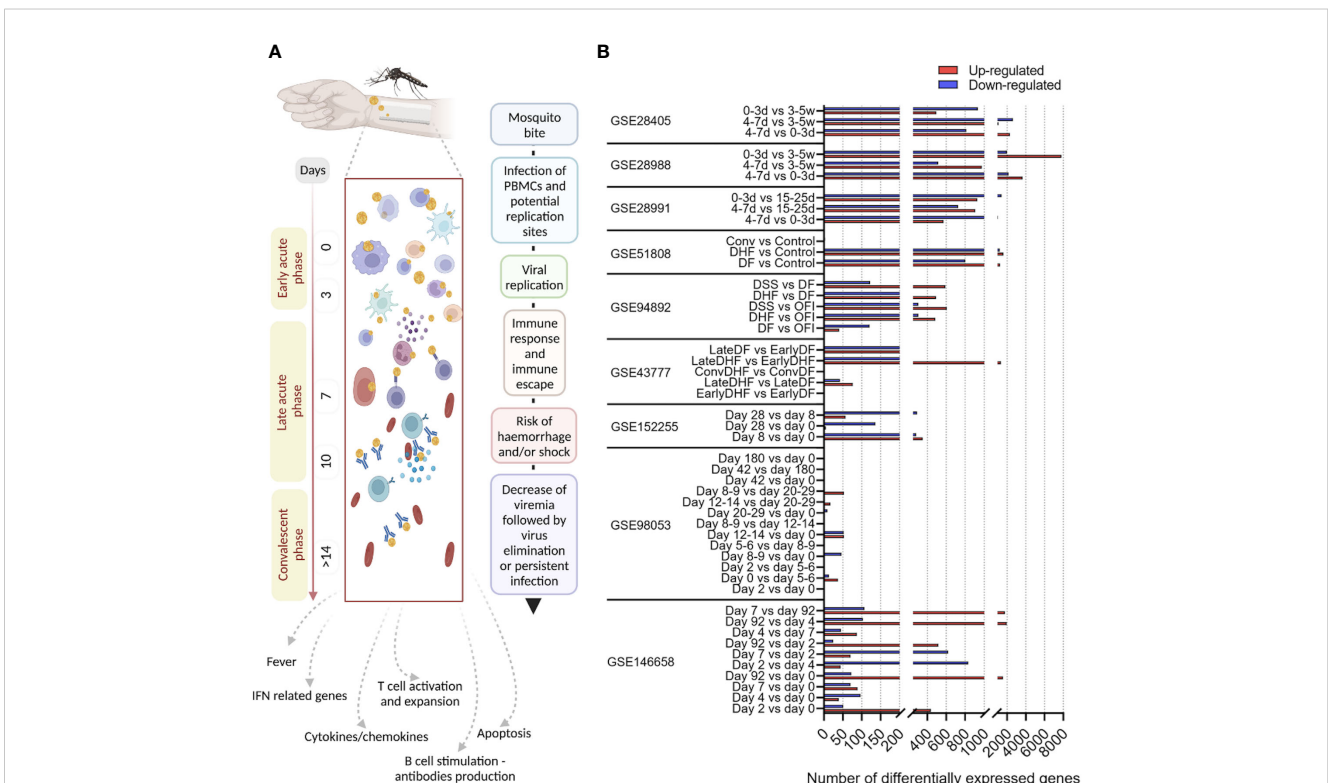 A
Days
Early acute
phase
Late acute
phase
Convalescent
phase
0
3
7
10
>14
Mosquito
bite
Infection of
PBMCs and
potential
replication
sites
Viral
replication
Immune
response
and
immune
escape
Risk of
haemorrhage
and/or shock
Decrease of
viremia
followed by
virus
elimination
or persistent
infection
Fever
IFN related genes
Cytokines/chemokines
T cell activation
and expansion
B cell stimulation -
antibodies production
Apoptosis
B
Up-regulated
Down-regulated
GSE28405
0-3d vs 3-5w
4-7d vs 3-5w
4-7d vs 0-3d
GSE28988
0-3d vs 3-5w
4-7d vs 3-5w
4-7d vs 0-3d
GSE28991
0-3d vs 15-25d
4-7d vs 15-25d
4-7d vs 0-3d
GSE51808
Conv vs Control
DHF vs Control
DF vs Control
GSE94892
DSS vs DF
DHF vs DF
DSS vs OFI
DHF vs OFI
DF vs OFI
GSE43777
LateDF vs EarlyDF
LateDHF vs EarlyDHF
ConvDHF vs ConvDF
LateDHF vs LateDF
EarlyDHF vs EarlyDF
GSE152255
Day 28 vs day 8
Day 28 vs day 0
Day 8 vs day 0
GSE98053
Day 180 vs day 0
Day 42 vs day 180
Day 42 vs day 0
Day 8-9 vs day 20-29
Day 12-14 vs day 20-29
Day 20-29 vs day 0
Day 8-9 vs day 12-14
Day 12-14 vs day 0
Day 5-6 vs day 8-9
Day 8-9 vs day 0
Day 2 vs day 5-6
Day 0 vs day 5-6
Day 2 vs day 0
GSE146658
Day 7 vs day 92
Day 92 vs day 4
Day 4 vs day 7
Day 92 vs day 2
Day 7 vs day 2
Day 2 vs day 4
Day 92 vs day 0
Day 7 vs day 0
Day 4 vs day 0
Day 2 vs day 0
0 50 100 150 200 400 600 800 1000 2000 4000 6000 8000
Number of differentially expressed genes